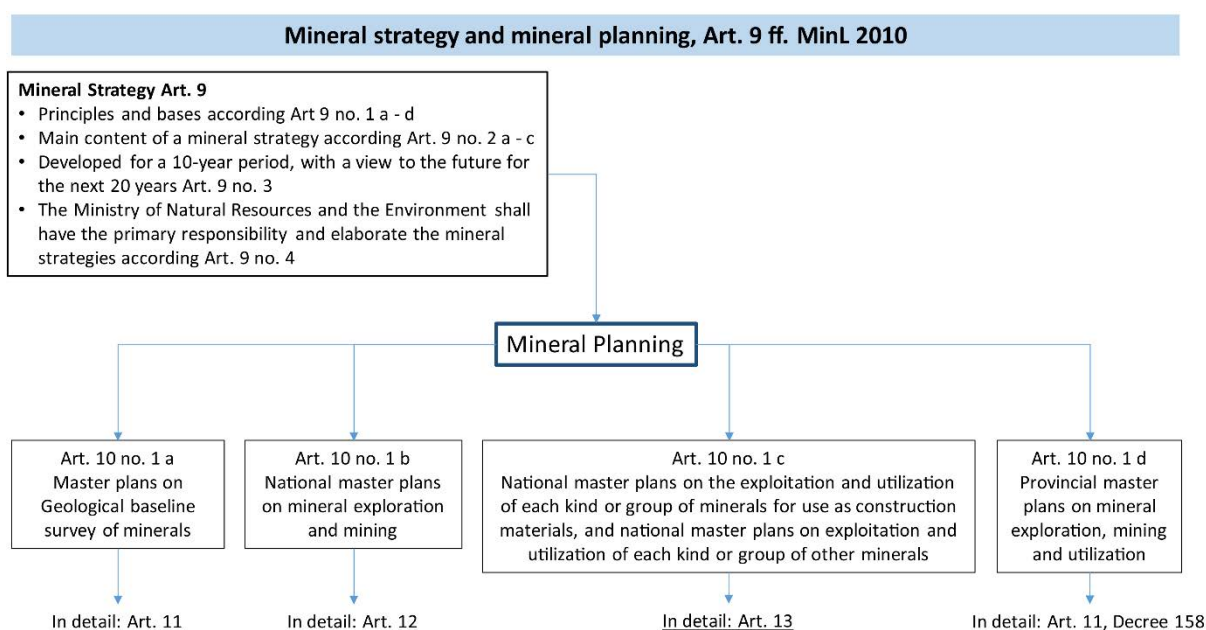 Mineral strategy and mineral planning, Art. 9 ff. MinL 2010
Mineral Strategy Art. 9
• Principles and bases according Art 9 no. 1 a - d
• Main content of a mineral strategy according Art. 9 no. 2 a - c
• Developed for a 10-year period, with a view to the future for
the next 20 years Art. 9 no. 3
• The Ministry of Natural Resources and the Environment shall
have the primary responsibility and elaborate the mineral
strategies according Art. 9 no. 4
Mineral Planning
Art. 10 no. 1 a
Master plans on
Geological baseline
survey of minerals
In detail: Art. 11
Art. 10 no. 1 b
National master plans
on mineral exploration
and mining
In detail: Art. 12
Art. 10 no. 1 c
National master plans on the exploitation and utilization
of each kind or group of minerals for use as construction
materials, and national master plans on exploitation and
utilization of each kind or group of other minerals
In detail: Art. 13
Art. 10 no. 1 d
Provincial master
plans on mineral
exploration, mining
and utilization
In detail: Art. 11, Decree 158